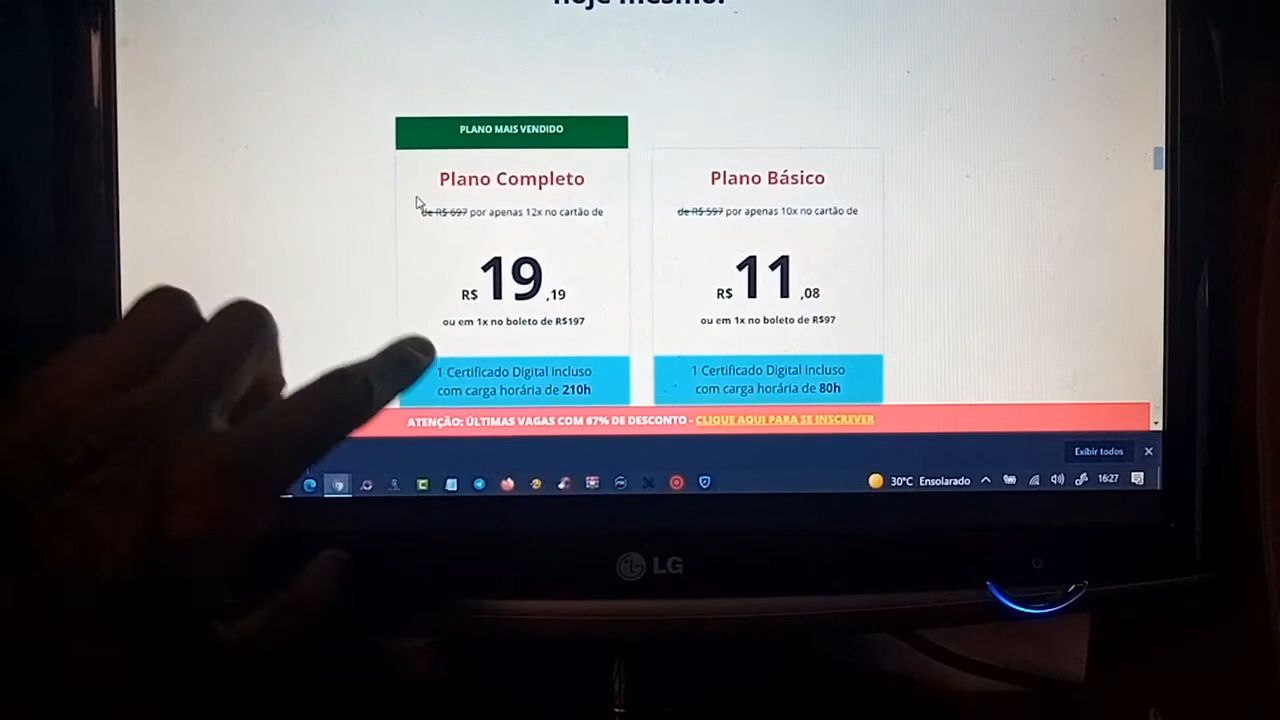 hoje mesmo!
PLANO MAIS VENDIDO
Plano Completo
de R$ 697 por apenas 12x no cartão de
R$ 19,19
ou em 1x no boleto de R$197
1 Certificado Digital incluso
com carga horária de 210h
Plano Básico
de R$ 597 por apenas 10x no cartão de
R$ 11,08
ou em 1x no boleto de R$97
1 Certificado Digital incluso
com carga horária de 80h
ATENÇÃO: ÚLTIMAS VAGAS COM 67% DE DESCONTO - CLIQUE AQUI PARA SE INSCREVER
Exibir todos
30°C Ensolarado
16:27
LG